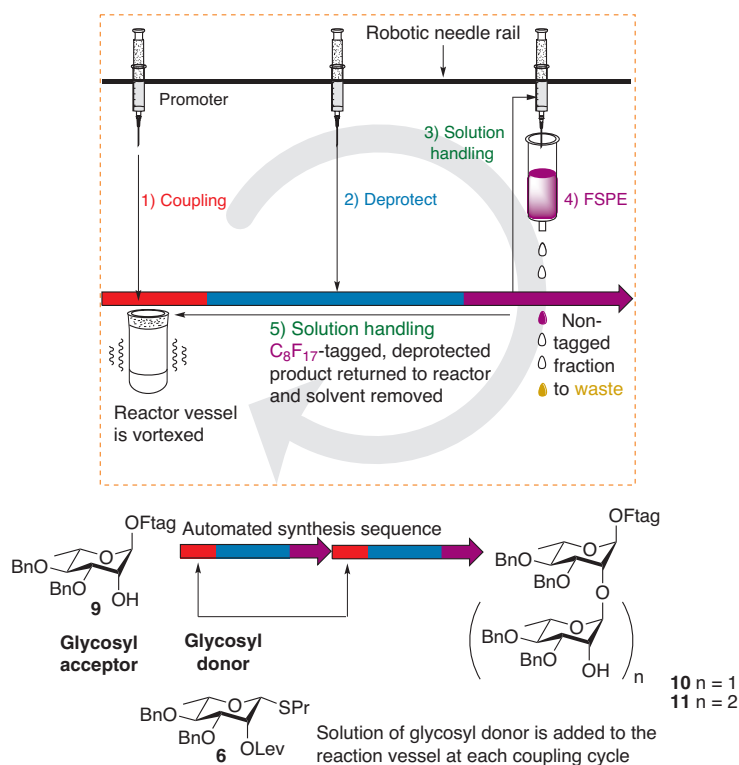 Robotic needle rail
Promoter
3) Solution
handling
1) Coupling
2) Deprotect
4) FSPE
5) Solution handling
C8F17-tagged, deprotected
product returned to reactor
and solvent removed
Non-
tagged
fraction
to waste
Reactor vessel
is vortexed
OFtag
O
BnO
BnO
OH
9
Glycosyl
acceptor
Automated synthesis sequence
Glycosyl
donor
O
SPr
BnO
BnO
OLev
6
OFtag
O
BnO
BnO
O
O
BnO
BnO
OH
n
10 n = 1
11 n = 2
Solution of glycosyl donor is added to the
reaction vessel at each coupling cycle